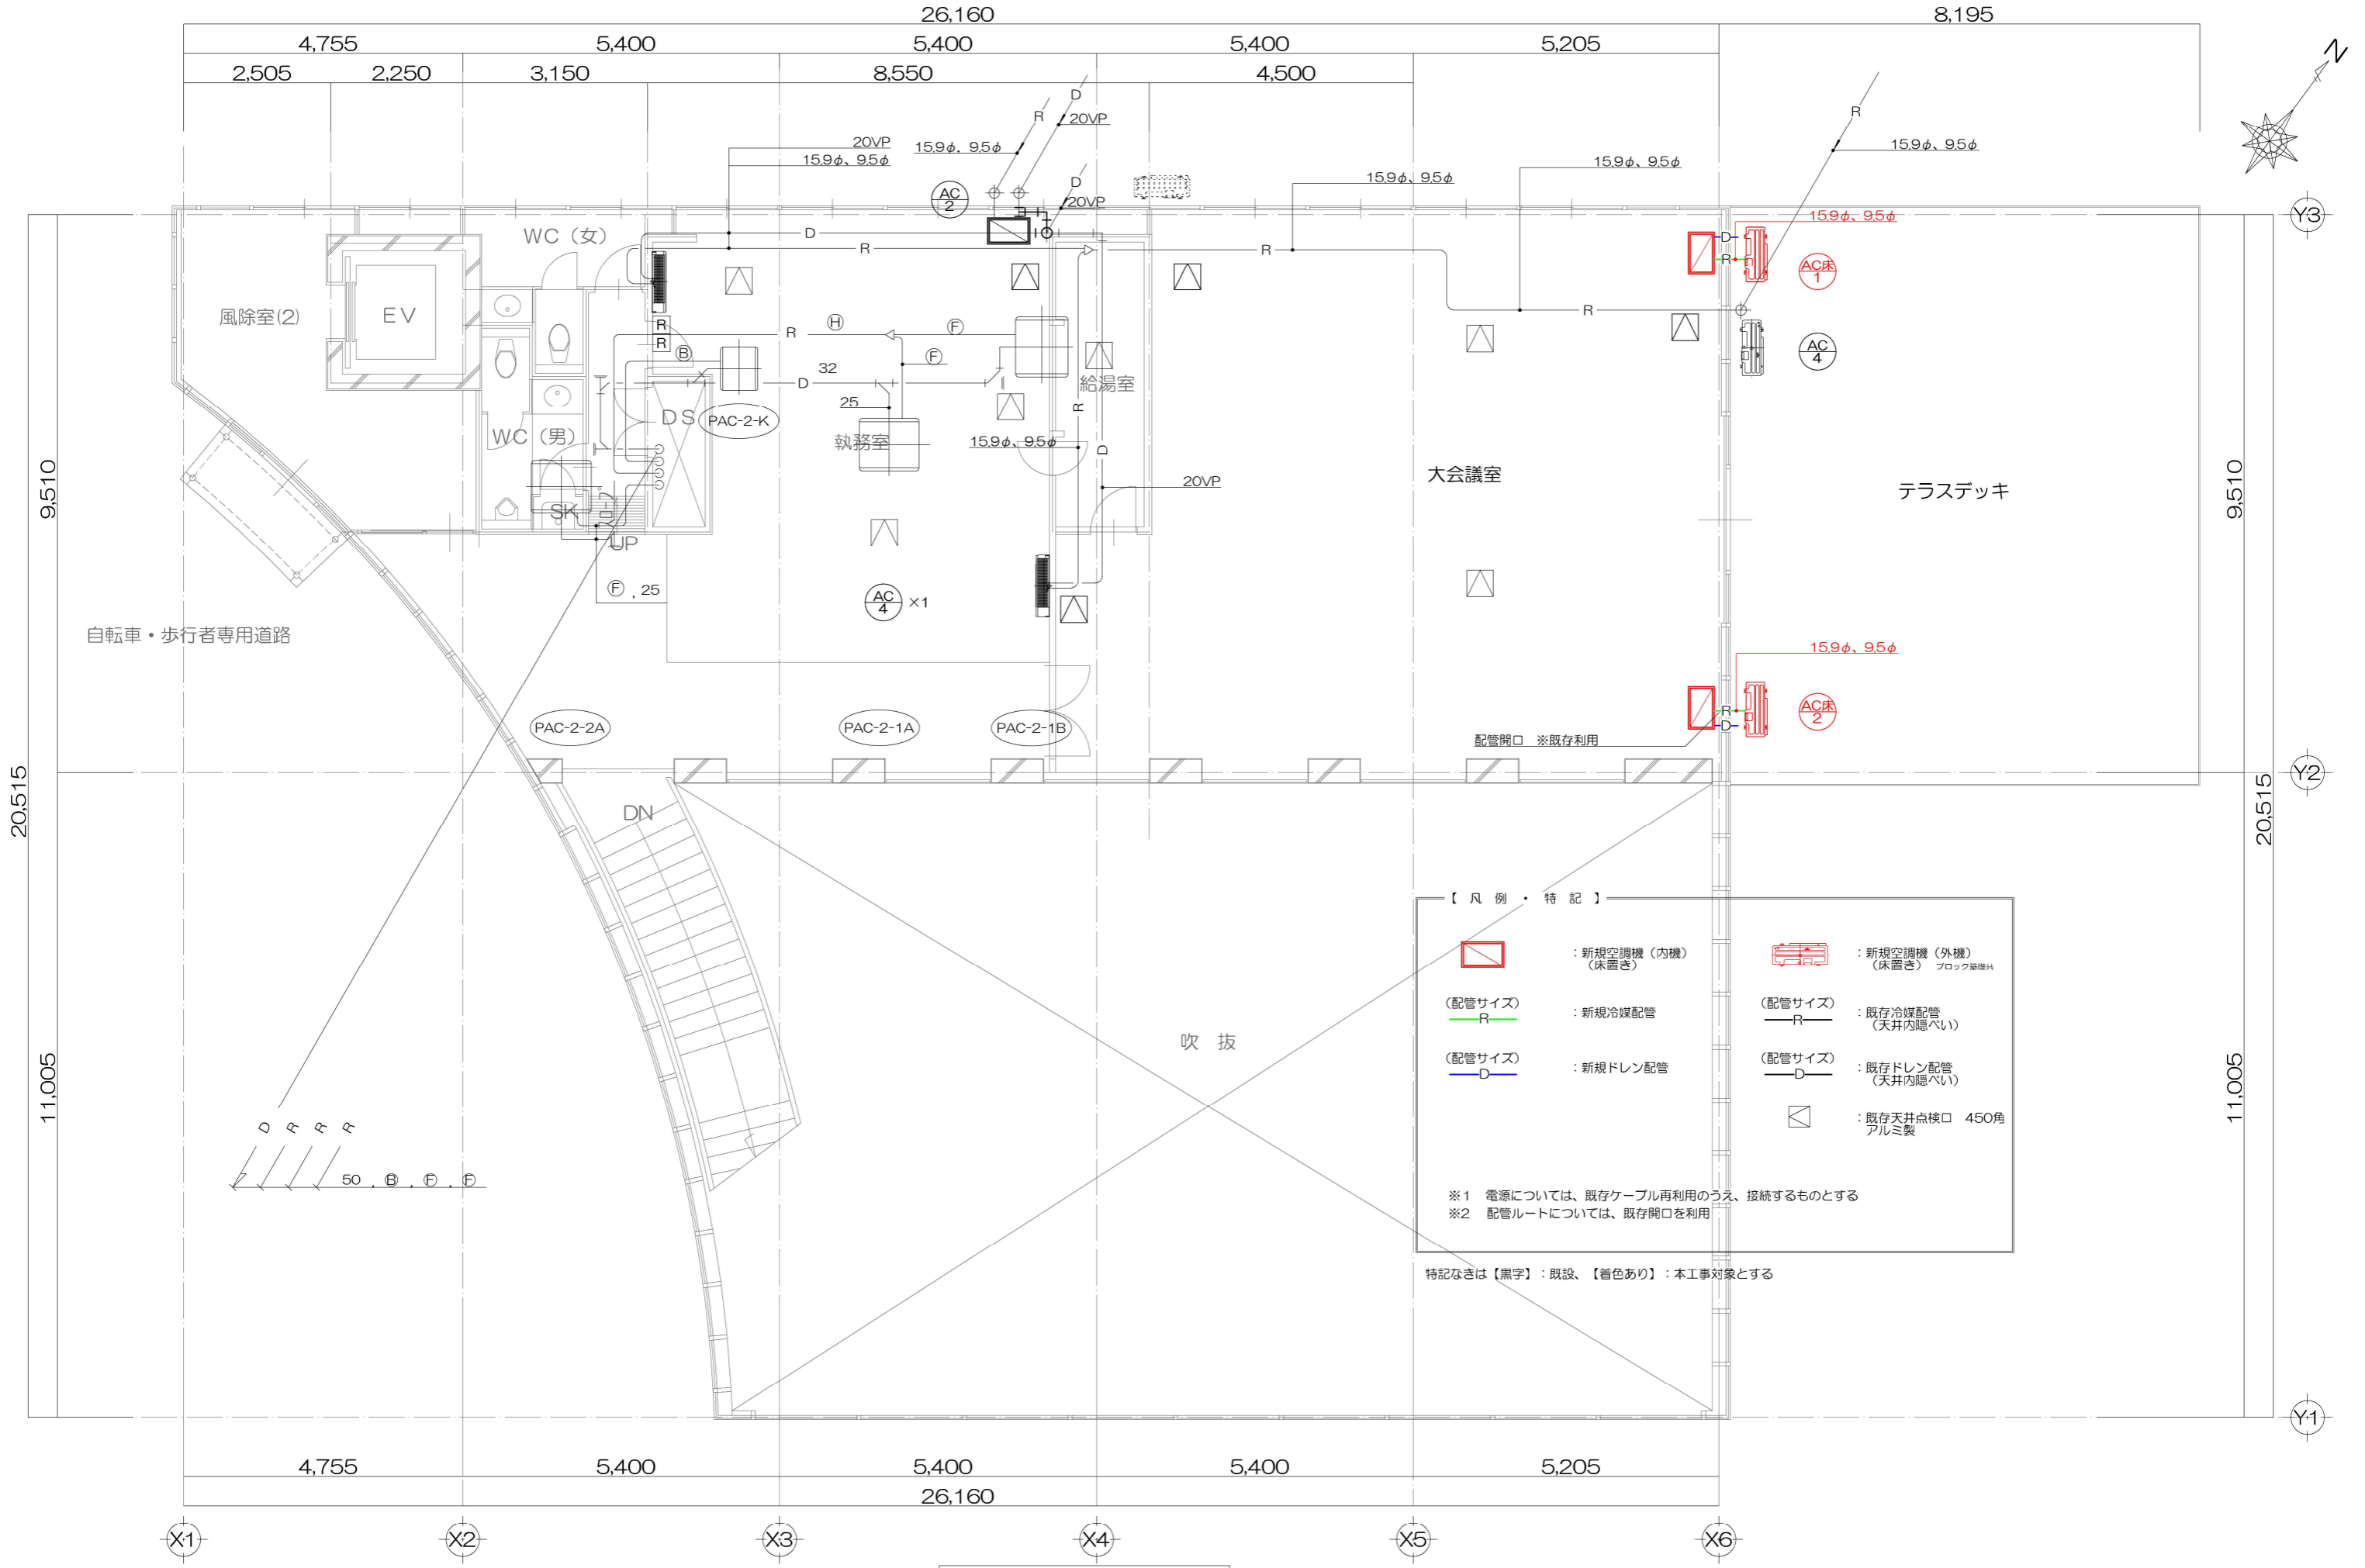 26,160
8,195
4,755
5,400
5,400
5,400
5,205
2,505
2,250
3,150
8,550
4,500
N
D
R
20VP
R
20VP
15.9φ、9.5φ
15.9φ、9.5φ
15.9φ、9.5φ
15.9φ、9.5φ
15.9φ、9.5φ
D
20VP
AC
2
15.9φ、9.5φ
Y3
WC（女）
D
R
R
D
R
AC床
1
風除室(2)
EV
R
R
R
H
F
R
AC
4
B
F
32
D
給湯室
25
R
DS
PAC-2-K
WC（男）
執務室
15.9φ、9.5φ
D
大会議室
テラスデッキ
20VP
9,510
9,510
SK
UP
F , 25
AC
4
×1
自転車・歩行者専用道路
15.9φ、9.5φ
PAC-2-2A
PAC-2-1A
PAC-2-1B
R
D
AC床
2
配管開口　※既存利用
Y2
20,515
20,515
DN
【 凡 例 ・ 特 記 】
：新規空調機（内機）
（床置き）
：新規空調機（外機）
（床置き）　ブロック基礎共
（配管サイズ）
R
：新規冷媒配管
（配管サイズ）
R
：既存冷媒配管
（天井内隠ぺい）
吹 抜
11,005
11,005
（配管サイズ）
D
：新規ドレン配管
（配管サイズ）
D
：既存ドレン配管
（天井内隠ぺい）
：既存天井点検口　450角
アルミ製
D R R R
50 , B , F , F
※1　電源については、既存ケーブル再利用のうえ、接続するものとする
※2　配管ルートについては、既存開口を利用
特記なきは【黒字】：既設、【着色あり】：本工事対象とする
Y1
4,755
5,400
5,400
5,400
5,205
26,160
X1
X2
X3
X4
X5
X6